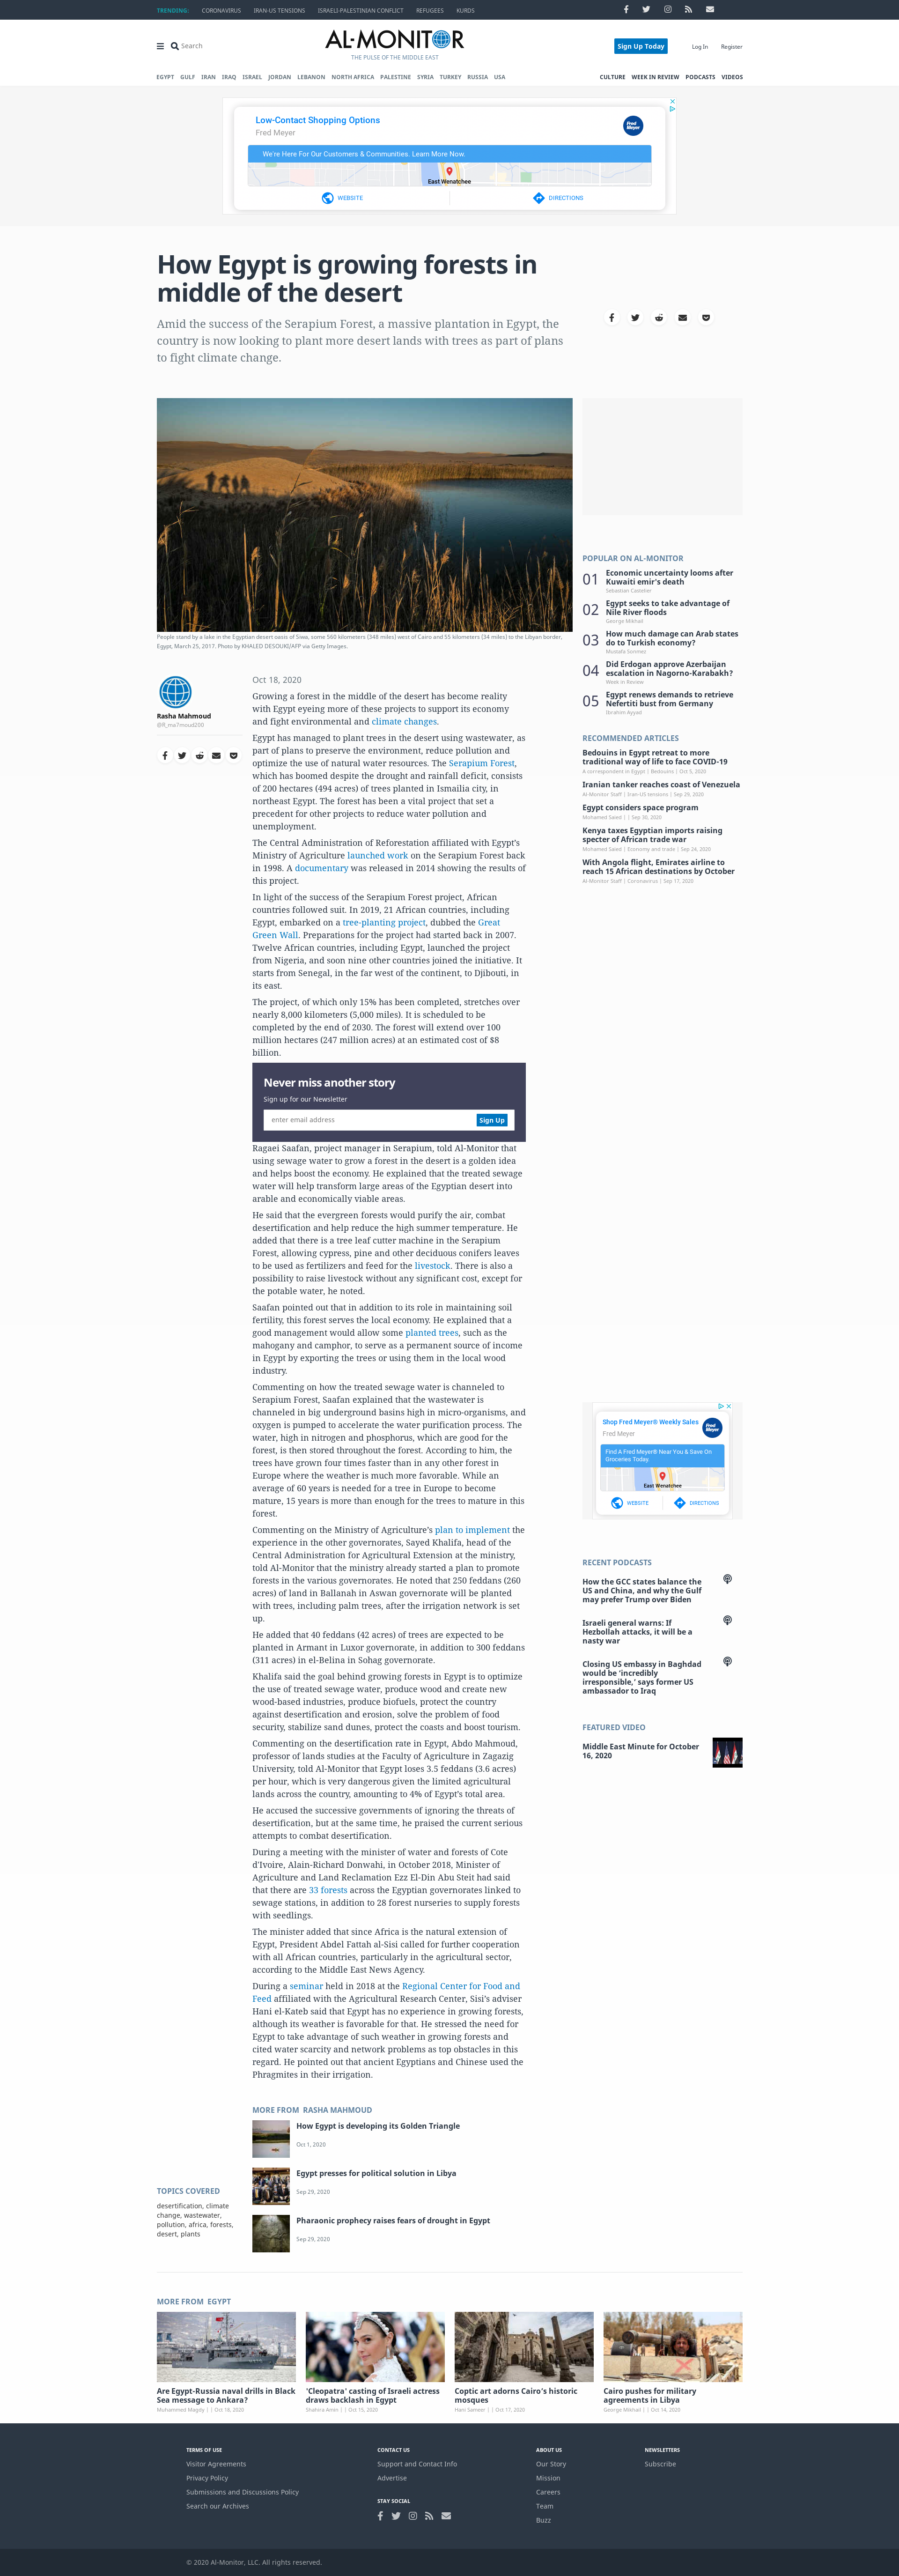 TRENDING: CORONAVIRUS IRAN-US TENSIONS ISRAELI-PALESTINIAN CONFLICT REFUGEES KURDS
Search
AL-MONITOR
THE PULSE OF THE MIDDLE EAST
Sign Up Today
Log In
Register
EGYPT GULF IRAN IRAQ ISRAEL JORDAN LEBANON NORTH AFRICA PALESTINE SYRIA TURKEY RUSSIA USA
CULTURE WEEK IN REVIEW PODCASTS VIDEOS
Low-Contact Shopping Options
Fred Meyer
Fred Meyer
We're Here For Our Customers & Communities. Learn More Now.
East Wenatchee
WEBSITE
DIRECTIONS
How Egypt is growing forests in
middle of the desert
Amid the success of the Serapium Forest, a massive plantation in Egypt, the
country is now looking to plant more desert lands with trees as part of plans
to fight climate change.
People stand by a lake in the Egyptian desert oasis of Siwa, some 560 kilometers (348 miles) west of Cairo and 55 kilometers (34 miles) to the Libyan border,
Egypt, March 25, 2017. Photo by KHALED DESOUKI/AFP via Getty Images.
Rasha Mahmoud
Oct 18, 2020
Growing a forest in the middle of the desert has become reality
with Egypt eyeing more of these projects to support its economy
and fight environmental and climate changes.
Egypt has managed to plant trees in the desert using wastewater, as
part of plans to preserve the environment, reduce pollution and
optimize the use of natural water resources. The Serapium Forest,
which has boomed despite the drought and rainfall deficit, consists
of 200 hectares (494 acres) of trees planted in Ismailia city, in
northeast Egypt. The forest has been a vital project and was
precedent for other projects to reduce water pollution and
unemployment.
The Central Administration of Reforestation affiliated with Egypt's
Ministry of Agriculture launched work on the Serapium Forest back
in 1998. A documentary was released in 2014 showing the results of
this project.
In light of the success of the Serapium Forest project, African
countries followed suit. In 2019, 21 African countries, including
Egypt, embarked on a tree-planting project, dubbed the Great
Green Wall. Preparations for the project had started back in 2007.
Twelve African countries, including Egypt, launched the project
from Nigeria, and soon nine other countries joined the initiative. It
starts from Senegal, in the far west of the continent, to Djibouti, in
its east.
The project, of which only 15% has been completed, stretches over
nearly 8,000 kilometers (5,000 miles). It is scheduled to be
completed by the end of 2030. The forest will extend over 100
million hectares (247 million acres) at an estimated cost of $8
billion.
Never miss another story
Sign up for our Newsletter
enter email address
Sign Up
Ragaei Saafan, project manager in Serapium, told Al-Monitor that
using sewage water to grow a forest in the desert is a golden idea
and helps boost the economy. He explained that the treated sewage
water will help transform large areas of the Egyptian desert into
arable and economically viable areas.
He said that the evergreen forests would purify the air, combat
desertification and help reduce the high summer temperature. He
added that there is a tree leaf cutter machine in the Serapium
Forest, allowing cypress, pine and other deciduous conifers leaves
to be used as fertilizers and feed for the livestock. There is also a
possibility to raise livestock without any significant cost, except for
the potable water, he noted.
Saafan pointed out that in addition to its role in maintaining soil
fertility, this forest serves the local economy. He explained that a
good management would allow some planted trees, such as the
mahogany and camphor, to serve as a permanent source of income
in Egypt by exporting the trees or using them in the local wood
industry.
Commenting on how the treated sewage water is channeled to
Serapium Forest, Saafan explained that the wastewater is
channeled in big underground basins high in micro-organisms, and
oxygen is pumped to accelerate the water purification process. The
water, high in nitrogen and phosphorus, which are good for the
forest, is then stored throughout the forest. According to him, the
trees have grown four times faster than in any other forest in
Europe where the weather is much more favorable. While an
average of 60 years is needed for a tree in Europe to become
mature, 15 years is more than enough for the trees to mature in this
forest.
Commenting on the Ministry of Agriculture's plan to implement the
experience in the other governorates, Sayed Khalifa, head of the
Central Administration for Agricultural Extension at the ministry,
told Al-Monitor that the ministry already started a plan to promote
forests in the various governorates. He noted that 250 feddans (260
acres) of land in Ballanah in Aswan governorate will be planted
with trees, including palm trees, after the irrigation network is set
up.
He added that 40 feddans (42 acres) of trees are expected to be
planted in Armant in Luxor governorate, in addition to 300 feddans
(311 acres) in el-Belina in Sohag governorate.
Khalifa said the goal behind growing forests in Egypt is to optimize
the use of treated sewage water, produce wood and create new
wood-based industries, produce biofuels, protect the country
against desertification and erosion, solve the problem of food
security, stabilize sand dunes, protect the coasts and boost tourism.
Commenting on the desertification rate in Egypt, Abdo Mahmoud,
professor of lands studies at the Faculty of Agriculture in Zagazig
University, told Al-Monitor that Egypt loses 3.5 feddans (3.6 acres)
per hour, which is very dangerous given the limited agricultural
lands across the country, amounting to 4% of Egypt's total area.
He accused the successive governments of ignoring the threats of
desertification, but at the same time, he praised the current serious
attempts to combat desertification.
During a meeting with the minister of water and forests of Cote
d'Ivoire, Alain-Richard Donwahi, in October 2018, Minister of
Agriculture and Land Reclamation Ezz El-Din Abu Steit had said
that there are 33 forests across the Egyptian governorates linked to
sewage stations, in addition to 28 forest nurseries to supply forests
with seedlings.
The minister added that since Africa is the natural extension of
Egypt, President Abdel Fattah al-Sisi called for further cooperation
with all African countries, particularly in the agricultural sector,
according to the Middle East News Agency.
During a seminar held in 2018 at the Regional Center for Food and
Feed affiliated with the Agricultural Research Center, Sisi's adviser
Hani el-Kateb said that Egypt has no experience in growing forests,
although its weather is favorable for that. He stressed the need for
Egypt to take advantage of such weather in growing forests and
cited water scarcity and network problems as top obstacles in this
regard. He pointed out that ancient Egyptians and Chinese used the
Phragmites in their irrigation.
POPULAR ON AL-MONITOR
01 Economic uncertainty looms after
Kuwaiti emir's death
Sebastian Castelier
02 Egypt seeks to take advantage of
Nile River floods
George Mikhail
03 How much damage can Arab states
do to Turkish economy?
Mustafa Sonmez
04 Did Erdogan approve Azerbaijan
escalation in Nagorno-Karabakh?
Week in Review
05 Egypt renews demands to retrieve
Nefertiti bust from Germany
Ibrahim Ayyad
RECOMMENDED ARTICLES
Bedouins in Egypt retreat to more
traditional way of life to face COVID-19
A correspondent in Egypt | Bedouins | Oct 5, 2020
Iranian tanker reaches coast of Venezuela
Al-Monitor Staff | Iran-US tensions | Sep 29, 2020
Egypt considers space program
Mohamed Saied | | Sep 30, 2020
Kenya taxes Egyptian imports raising
specter of African trade war
Mohamed Saied | Economy and trade | Sep 24, 2020
With Angola flight, Emirates airline to
reach 15 African destinations by October
Al-Monitor Staff | Coronavirus | Sep 17, 2020
Shop Fred Meyer® Weekly Sales
Fred Meyer
Fred Meyer
Find A Fred Meyer® Near You & Save On
Groceries Today.
East Wenatchee
WEBSITE
DIRECTIONS
RECENT PODCASTS
How the GCC states balance the
US and China, and why the Gulf
may prefer Trump over Biden
Israeli general warns: If
Hezbollah attacks, it will be a
nasty war
Closing US embassy in Baghdad
would be 'incredibly
irresponsible,' says former US
ambassador to Iraq
FEATURED VIDEO
Middle East Minute for October
16, 2020
MORE FROM RASHA MAHMOUD
How Egypt is developing its Golden Triangle
Oct 1, 2020
Egypt presses for political solution in Libya
Sep 29, 2020
Pharaonic prophecy raises fears of drought in Egypt
Sep 29, 2020
TOPICS COVERED
desertification, climate
change, wastewater,
pollution, africa, forests,
desert, plants
MORE FROM EGYPT
Are Egypt-Russia naval drills in Black
Sea message to Ankara?
Muhammed Magdy | | Oct 18, 2020
'Cleopatra' casting of Israeli actress
draws backlash in Egypt
Shahira Amin | | Oct 15, 2020
Coptic art adorns Cairo's historic
mosques
Hani Sameer | | Oct 17, 2020
Cairo pushes for military
agreements in Libya
George Mikhail | | Oct 14, 2020
TERMS OF USE
Visitor Agreements
Privacy Policy
Submissions and Discussions Policy
Search our Archives
CONTACT US
Support and Contact Info
Advertise
STAY SOCIAL
ABOUT US
Our Story
Mission
Careers
Team
Buzz
NEWSLETTERS
Subscribe
© 2020 Al-Monitor, LLC. All rights reserved.